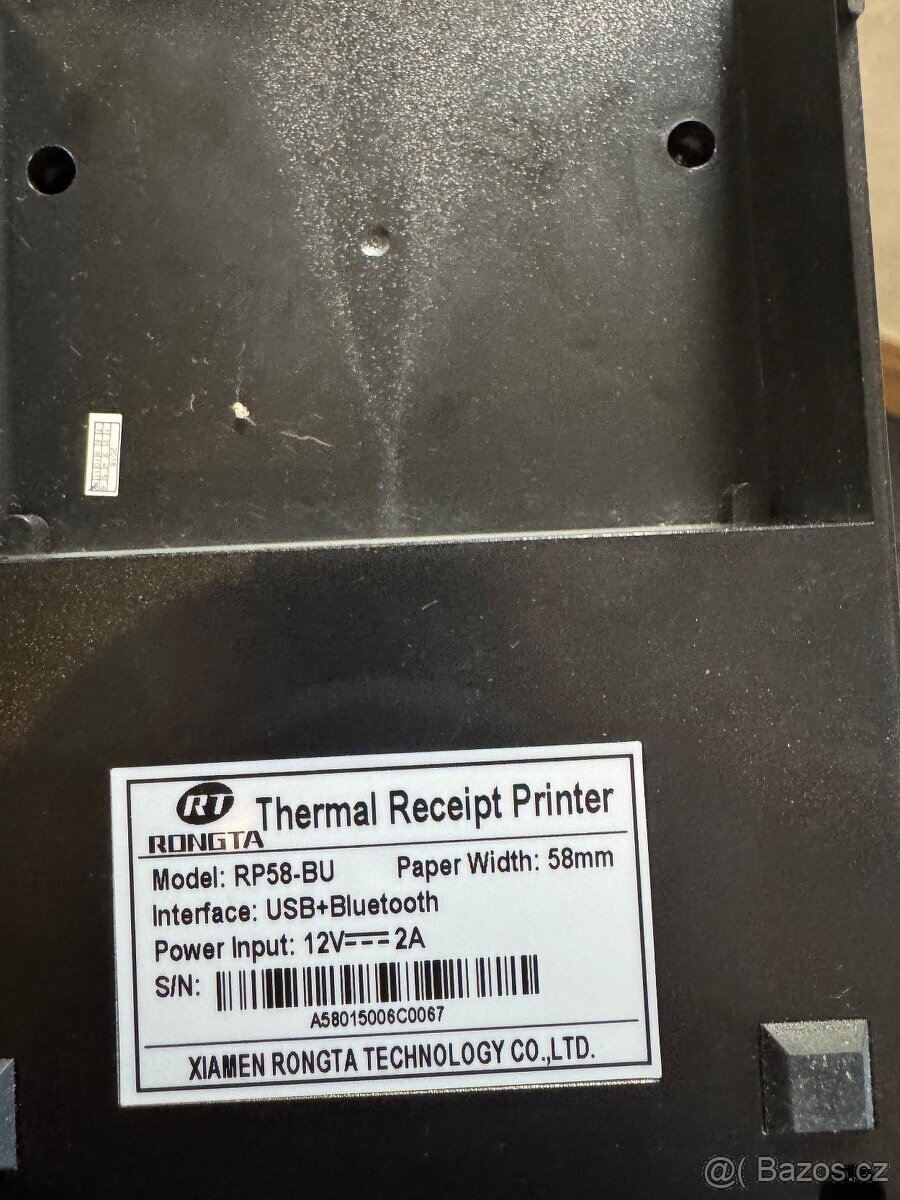 RT
RONGTA
Thermal Receipt Printer
Model: RP58-BU Paper Width: 58mm
Interface: USB+Bluetooth
Power Input: 12V⎓2A
S/N:
A58015006C0067
XIAMEN RONGTA TECHNOLOGY CO.,LTD.
@( Bazos.cz